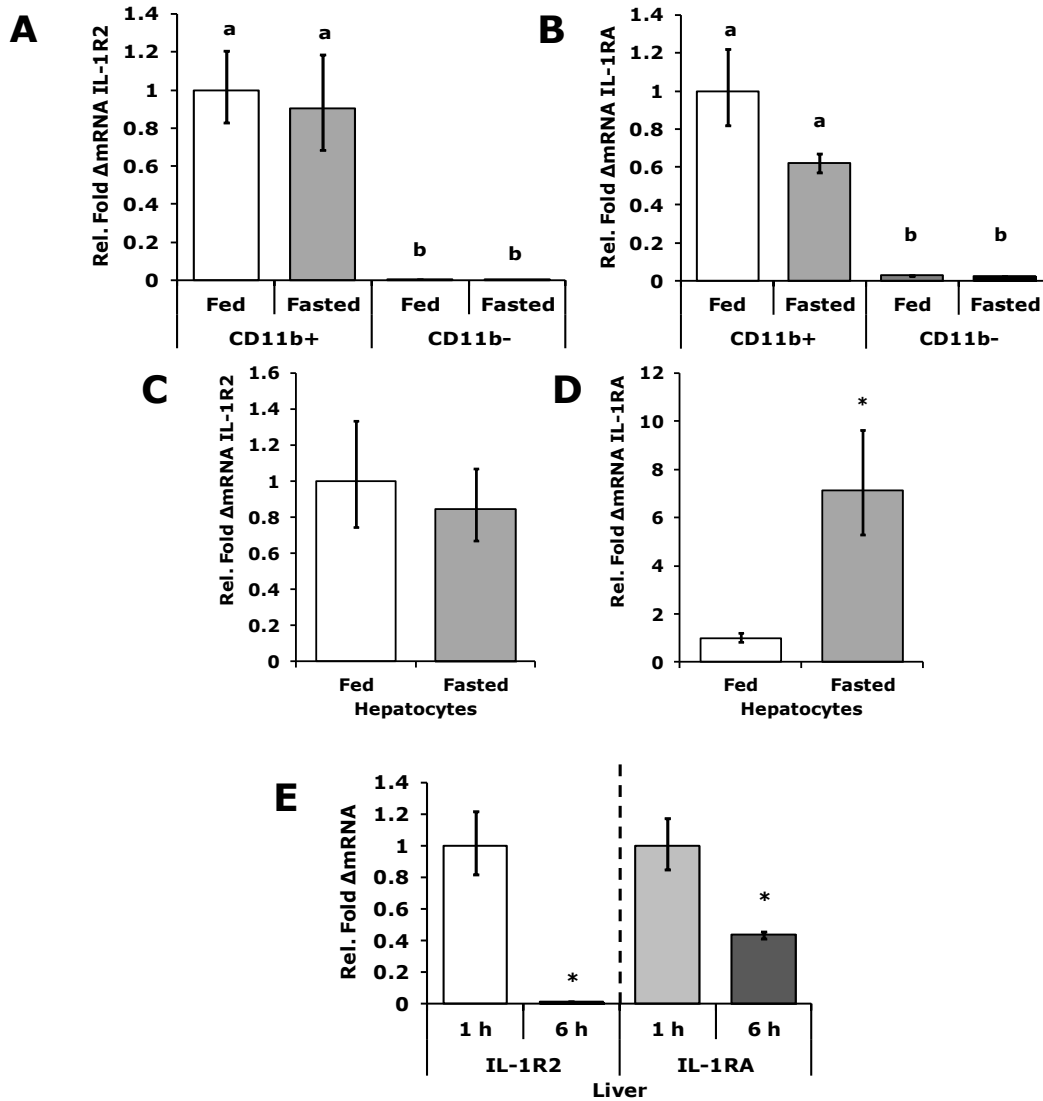 A
Rel. Fold ΔmRNA IL-1R2
1.4
1.2
1
0.8
0.6
0.4
0.2
0
a
a
b
b
Fed
Fasted
Fed
Fasted
CD11b+
CD11b-
B
Rel. Fold ΔmRNA IL-1RA
1.4
1.2
1
0.8
0.6
0.4
0.2
0
a
a
b
b
Fed
Fasted
Fed
Fasted
CD11b+
CD11b-
C
Rel. Fold ΔmRNA IL-1R2
1.6
1.4
1.2
1
0.8
0.6
0.4
0.2
0
Fed
Fasted
Hepatocytes
D
Rel. Fold ΔmRNA IL-1RA
12
10
8
6
4
2
0
*
Fed
Fasted
Hepatocytes
E
Rel. Fold ΔmRNA
1.4
1.2
1
0.8
0.6
0.4
0.2
0
*
*
1 h
6 h
1 h
6 h
IL-1R2
IL-1RA
Liver